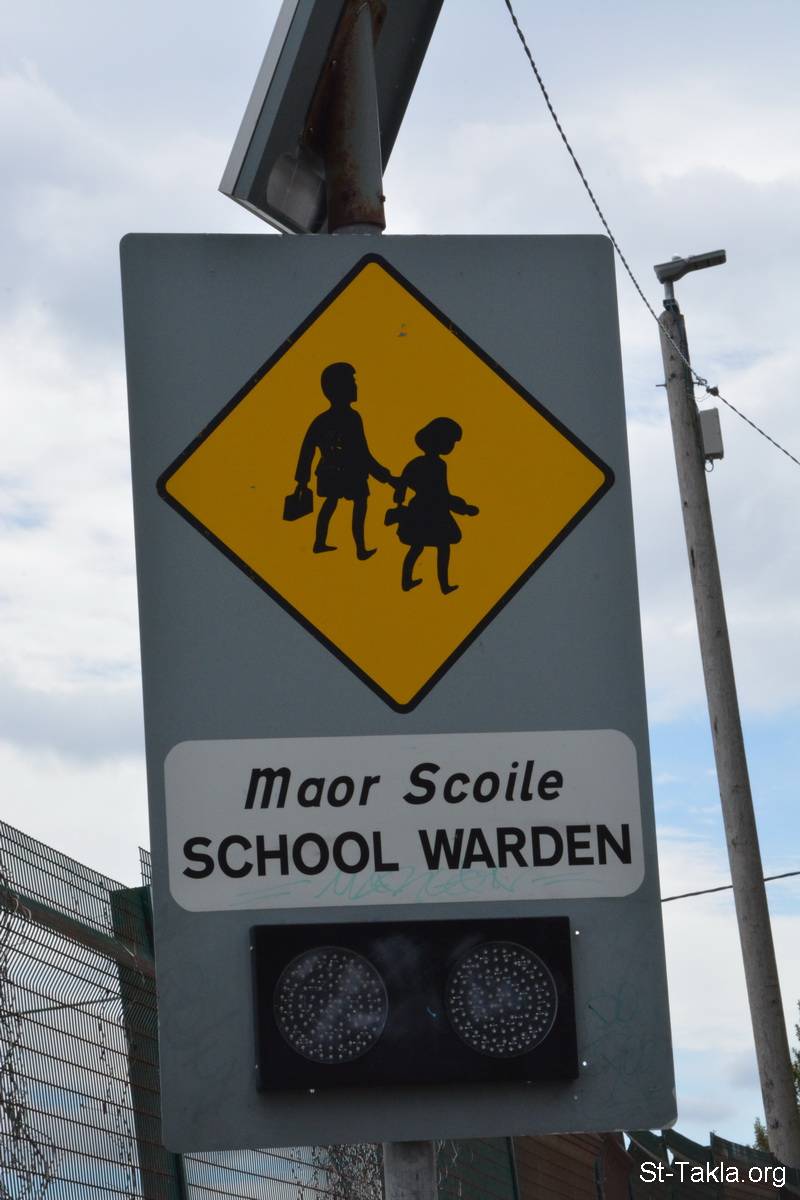 Maor Scoile
SCHOOL WARDEN
St-Takla.org